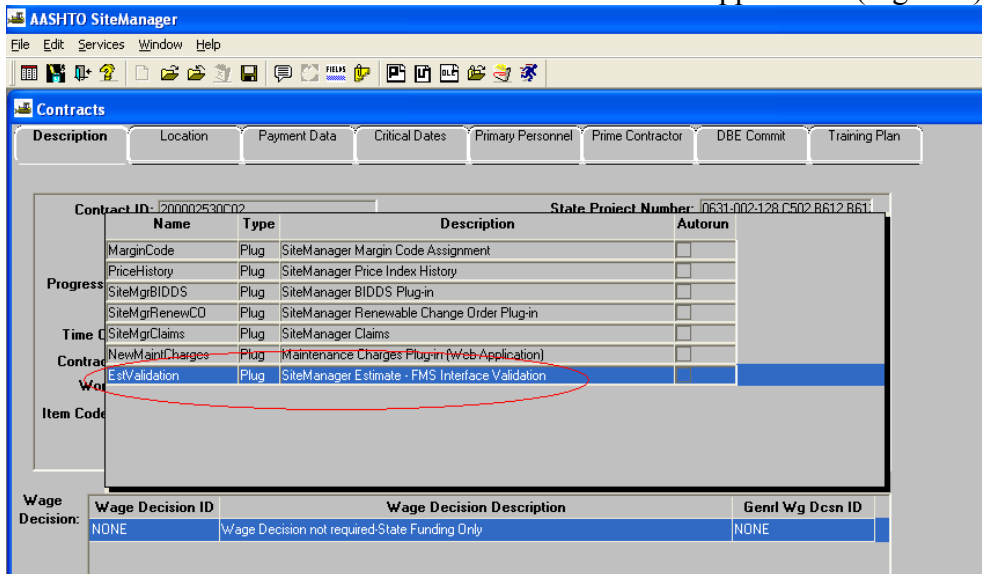 AASHTO SiteManager
File Edit Services Window Help
Contracts
Description Location Payment Data Critical Dates Primary Personnel Prime Contractor DBE Commit Training Plan
Contract ID: 200002530C02 State Project Number: 0631-002-128 C502 B612 B613
Name Type Description Autorun
MarginCode Plug SiteManager Margin Code Assignment
PriceHistory Plug SiteManager Price Index History
Progress
SiteMgrBIDDS Plug SiteManager BIDDS Plug-in
SiteMgrRenewCO Plug SiteManager Renewable Change Order Plug-in
Time
SiteMgrClaims Plug SiteManager Claims
NewMaintCharges Plug Maintenance Charges Plug-in (Web Application)
EstValidation Plug SiteManager Estimate - FMS Interface Validation
Item Code
Wage Decision:
Wage Decision ID Wage Decision Description Genrl Wg Dcsn ID
NONE Wage Decision not required-State Funding Only NONE